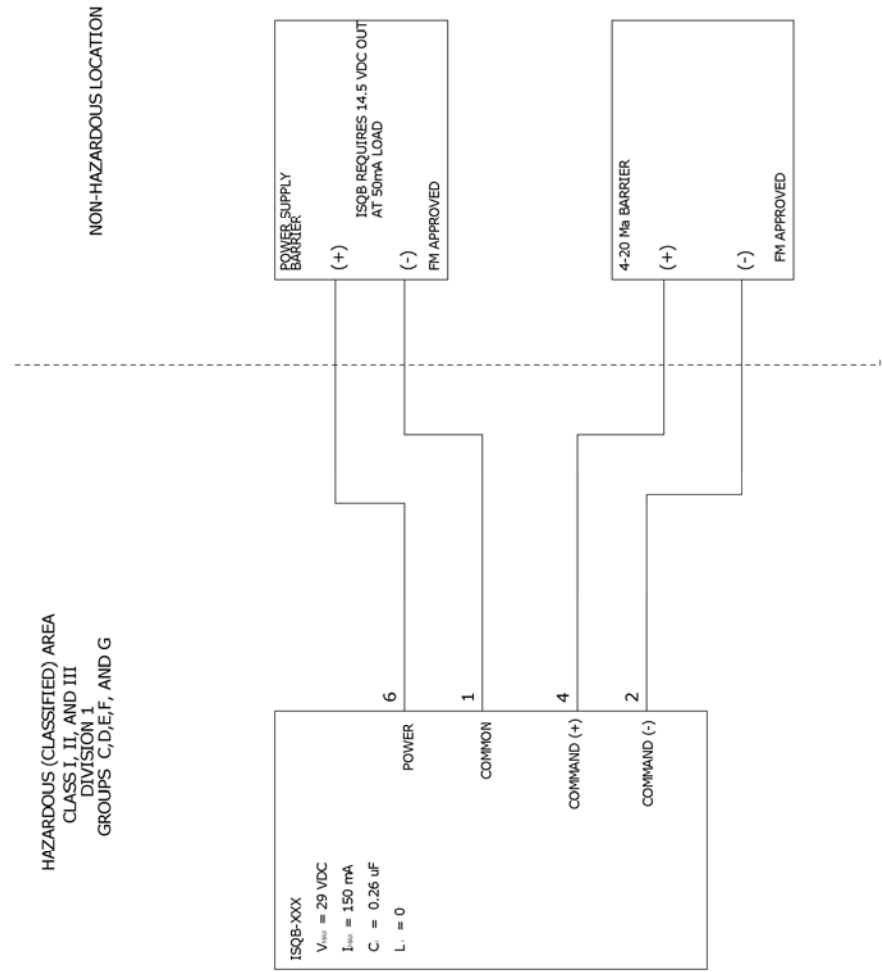 HAZARDOUS (CLASSIFIED) AREA
CLASS I, II, AND III
DIVISION 1
GROUPS C,D,E,F, AND G
NON-HAZARDOUS LOCATION
ISQB-XXX
VMAX = 29 VDC
IMAX = 150 mA
C = 0.26 uF
L = 0
POWER
6
COMMON
1
COMMAND (+)
4
COMMAND (-)
2
POWER SUPPLY
BARRIER
(+)
ISQB REQUIRES 14.5 VDC OUT
AT 50mA LOAD
(-)
FM APPROVED
4-20 Ma BARRIER
(+)
(-)
FM APPROVED